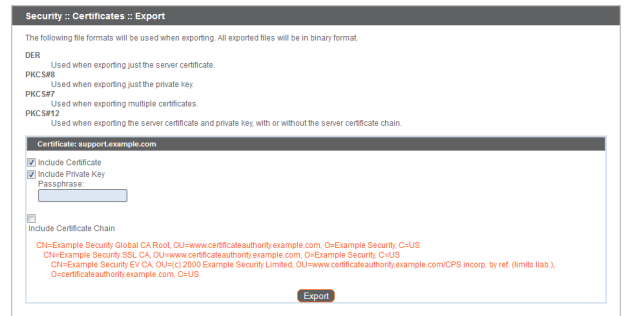 Security :: Certificates :: Export
The following file formats will be used when exporting. All exported files will be in binary format.
DER
Used when exporting just the server certificate.
PKCS#8
Used when exporting just the private key.
PKCS#7
Used when exporting multiple certificates.
PKCS#12
Used when exporting the server certificate and private key, with or without the server certificate chain.
Certificate: support.example.com
Include Certificate
Include Private Key
Passphrase:
Include Certificate Chain
CN=Example Security Global CA Root, OU=www.certificateauthority.example.com, O=Example Security, C=US
CN=Example Security SSL CA, OU=www.certificateauthority.example.com, O=Example Security, C=US
CN=Example Security EV CA, OU=(c) 2000 Example Security Limited, OU=www.certificateauthority.example.com/CPS incorp. by ref. (limits liab.),
O=certificateauthority.example.com, C=US
Export